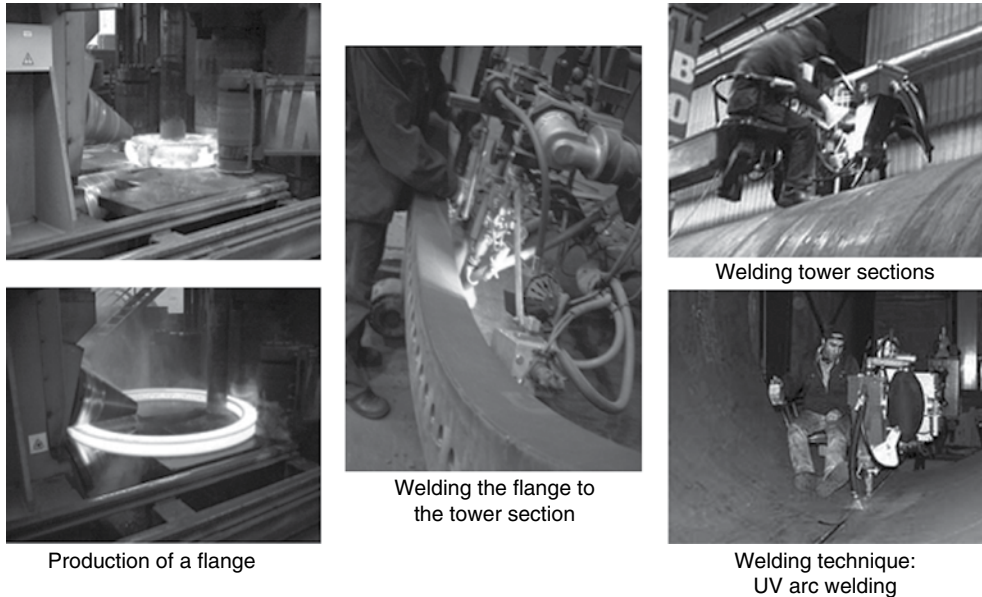 Production of a flange
Welding the flange to
the tower section
Welding tower sections
Welding technique:
UV arc welding